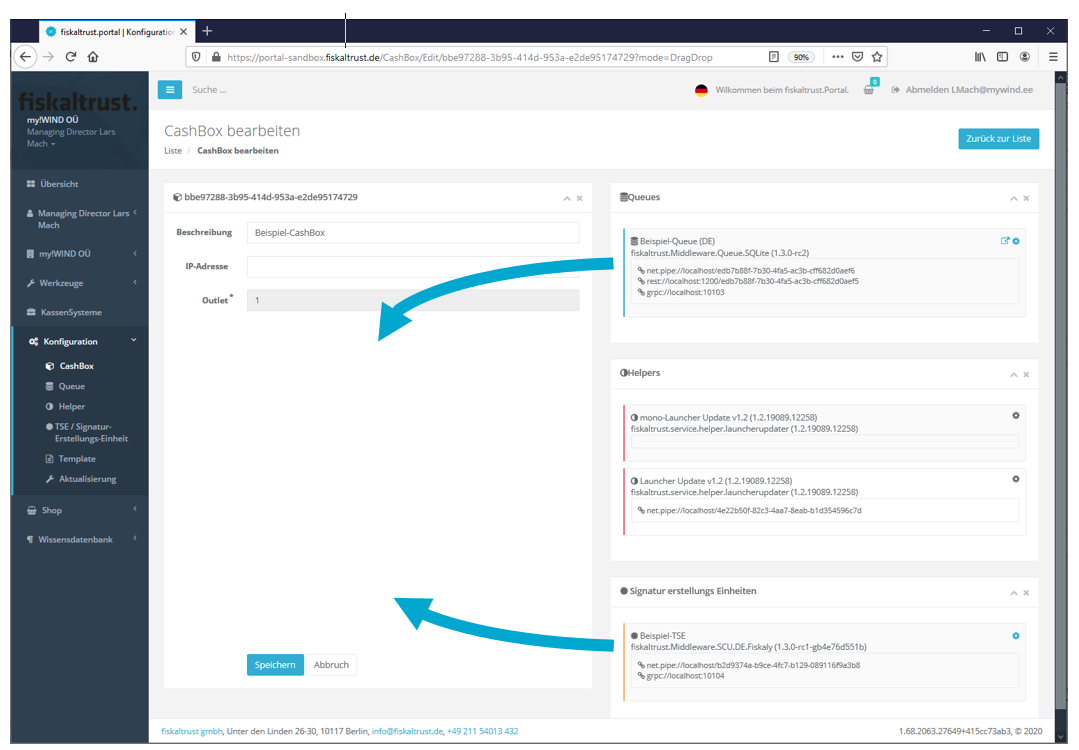 fiskaltrust.portal | Konfiguration
https://portal-sandbox.fiskaltrust.de/CashBox/Edit/bbe97288-3b95-414d-953a-e2de95174729?mode=DragDrop
90%
fiskaltrust.
my!WIND OÜ
Managing Director Lars
Mach
Suche ...
Willkommen beim fiskaltrust.Portal.
0
Abmelden LMach@mywind.ee
CashBox bearbeiten
Liste / CashBox bearbeiten
Zurück zur Liste
Übersicht
Managing Director Lars
Mach
my!WIND OÜ
Werkzeuge
KassenSysteme
Konfiguration
CashBox
Queue
Helper
TSE / Signatur-
Erstellungs-Einheit
Template
Aktualisierung
Shop
Wissensdatenbank
bbe97288-3b95-414d-953a-e2de95174729
Beschreibung
Beispiel-CashBox
IP-Adresse
Outlet *
1
Speichern
Abbruch
Queues
Beispiel-Queue (DE)
fiskaltrust.Middleware.Queue.SQLite (1.3.0-rc2)
net.pipe://localhost/edb7b88f-7b30-4fa5-ac3b-cff682d0aef6
rest://localhost:1200/edb7b88f-7b30-4fa5-ac3b-cff682d0aef5
grpc://localhost:10103
Helpers
mono-Launcher Update v1.2 (1.2.19089.12258)
fiskaltrust.service.helper.launcherupdater (1.2.19089.12258)
Launcher Update v1.2 (1.2.19089.12258)
fiskaltrust.service.helper.launcherupdater (1.2.19089.12258)
net.pipe://localhost/4e22b50f-82c3-4aa7-8eab-b1d354596c7d
Signatur erstellungs Einheiten
Beispiel-TSE
fiskaltrust.Middleware.SCU.DE.Fiskaly (1.3.0-rc1-gb4e76d551b)
net.pipe://localhost/b2d9374a-b9ce-4fc7-b129-089116f9a3b8
grpc://localhost:10104
fiskaltrust gmbh, Unter den Linden 26-30, 10117 Berlin, info@fiskaltrust.de, +49 211 54013 432
1.68.2063.27649+415cc73ab3, © 2020